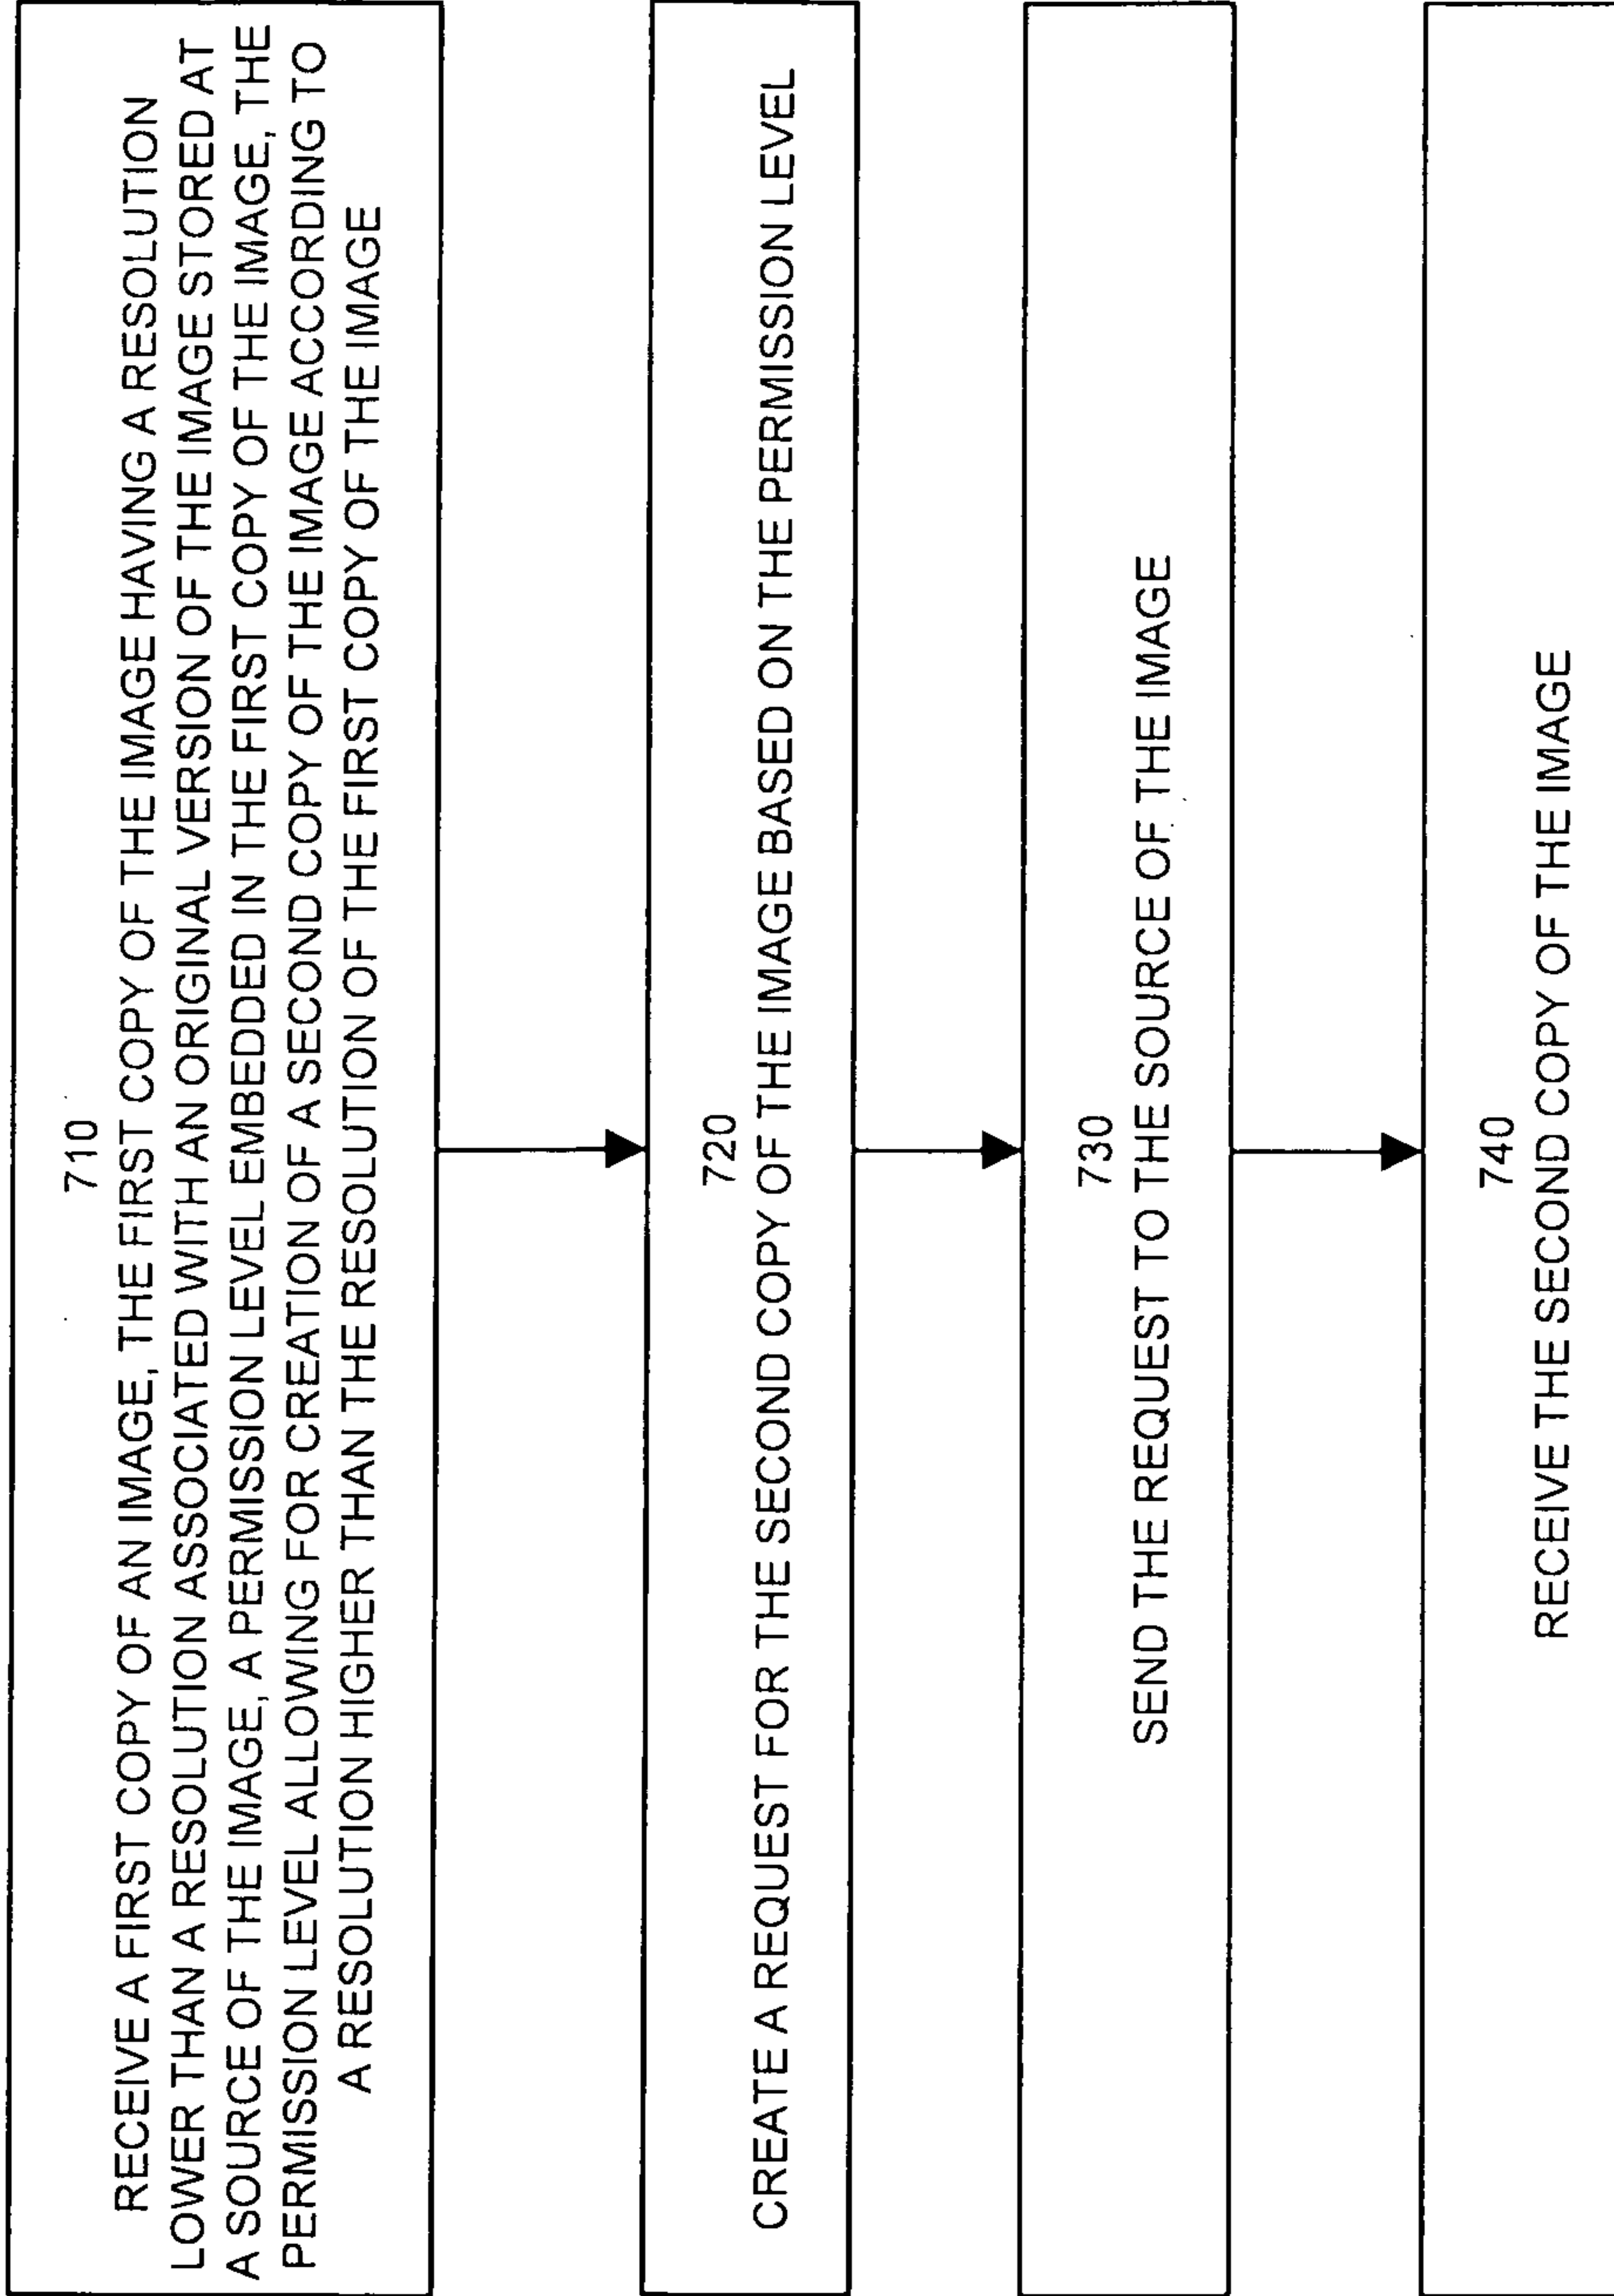 710
RECEIVE A FIRST COPY OF AN IMAGE, THE FIRST COPY OF THE IMAGE HAVING A RESOLUTION
LOWER THAN A RESOLUTION ASSOCIATED WITH AN ORIGINAL VERSION OF THE IMAGE STORED AT
A SOURCE OF THE IMAGE, A PERMISSION LEVEL EMBEDDED IN THE FIRST COPY OF THE IMAGE, THE
PERMISSION LEVEL ALLOWING FOR CREATION OF A SECOND COPY OF THE IMAGE ACCORDING TO
A RESOLUTION HIGHER THAN THE RESOLUTION OF THE FIRST COPY OF THE IMAGE
720
CREATE A REQUEST FOR THE SECOND COPY OF THE IMAGE BASED ON THE PERMISSION LEVEL
730
SEND THE REQUEST TO THE SOURCE OF THE IMAGE
740
RECEIVE THE SECOND COPY OF THE IMAGE